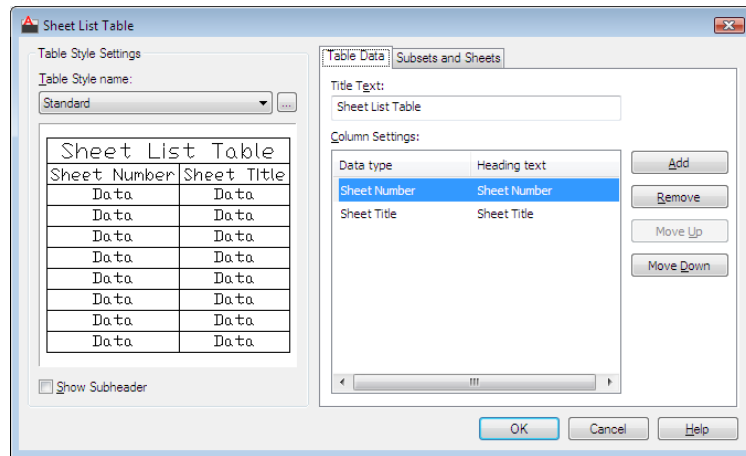 Sheet List Table
Table Style Settings
Table Style name:
Standard
...
Sheet List Table
Sheet Number Sheet Title
Data Data
Data Data
Data Data
Data Data
Data Data
Data Data
Data Data
Data Data
Show Subheader
Table Data Subsets and Sheets
Title Text:
Sheet List Table
Column Settings:
Data type Heading text
Sheet Number Sheet Number
Sheet Title Sheet Title
Add
Remove
Move Up
Move Down
OK Cancel Help